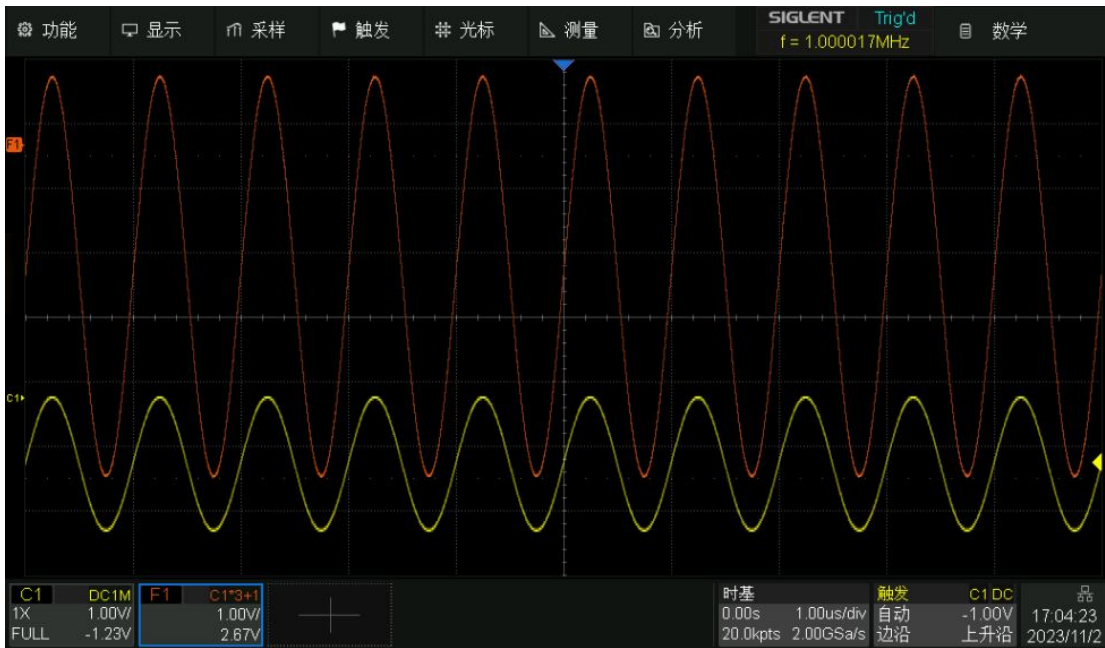 功能 显示 采样 触发 光标 测量 分析 SIGLENT Trig'd 数学
f = 1.000017MHz
F1
C1
C1 DC1M F1 C1*3+1 时基 触发 C1 DC
1X 1.00V/ 1.00V/ 0.00s 1.00us/div 自动 -1.00V 17:04:23
FULL -1.23V 2.67V 20.0kpts 2.00GSa/s 边沿 上升沿 2023/11/2